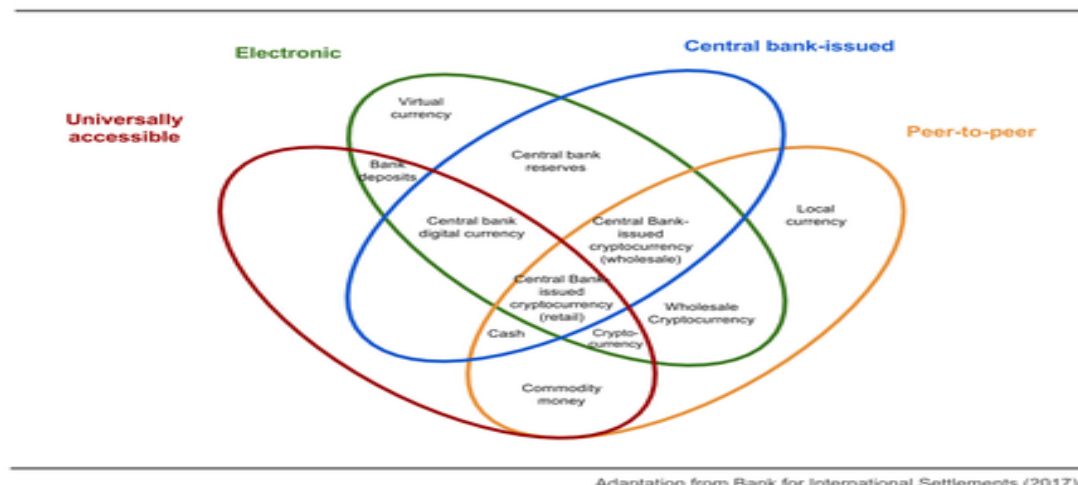 Electronic
Central bank-issued
Universally
accessible
Peer-to-peer
Virtual
currency
Bank
deposits
Central bank
reserves
Local
currency
Central bank
digital currency
Central Bank-
issued
cryptocurrency
(wholesale)
Central Bank-
issued
cryptocurrency
(retail)
Wholesale
Cryptocurrency
Cash
Crypto-
currency
Commodity
money
Adaptation from Bank for International Settlements (2017)